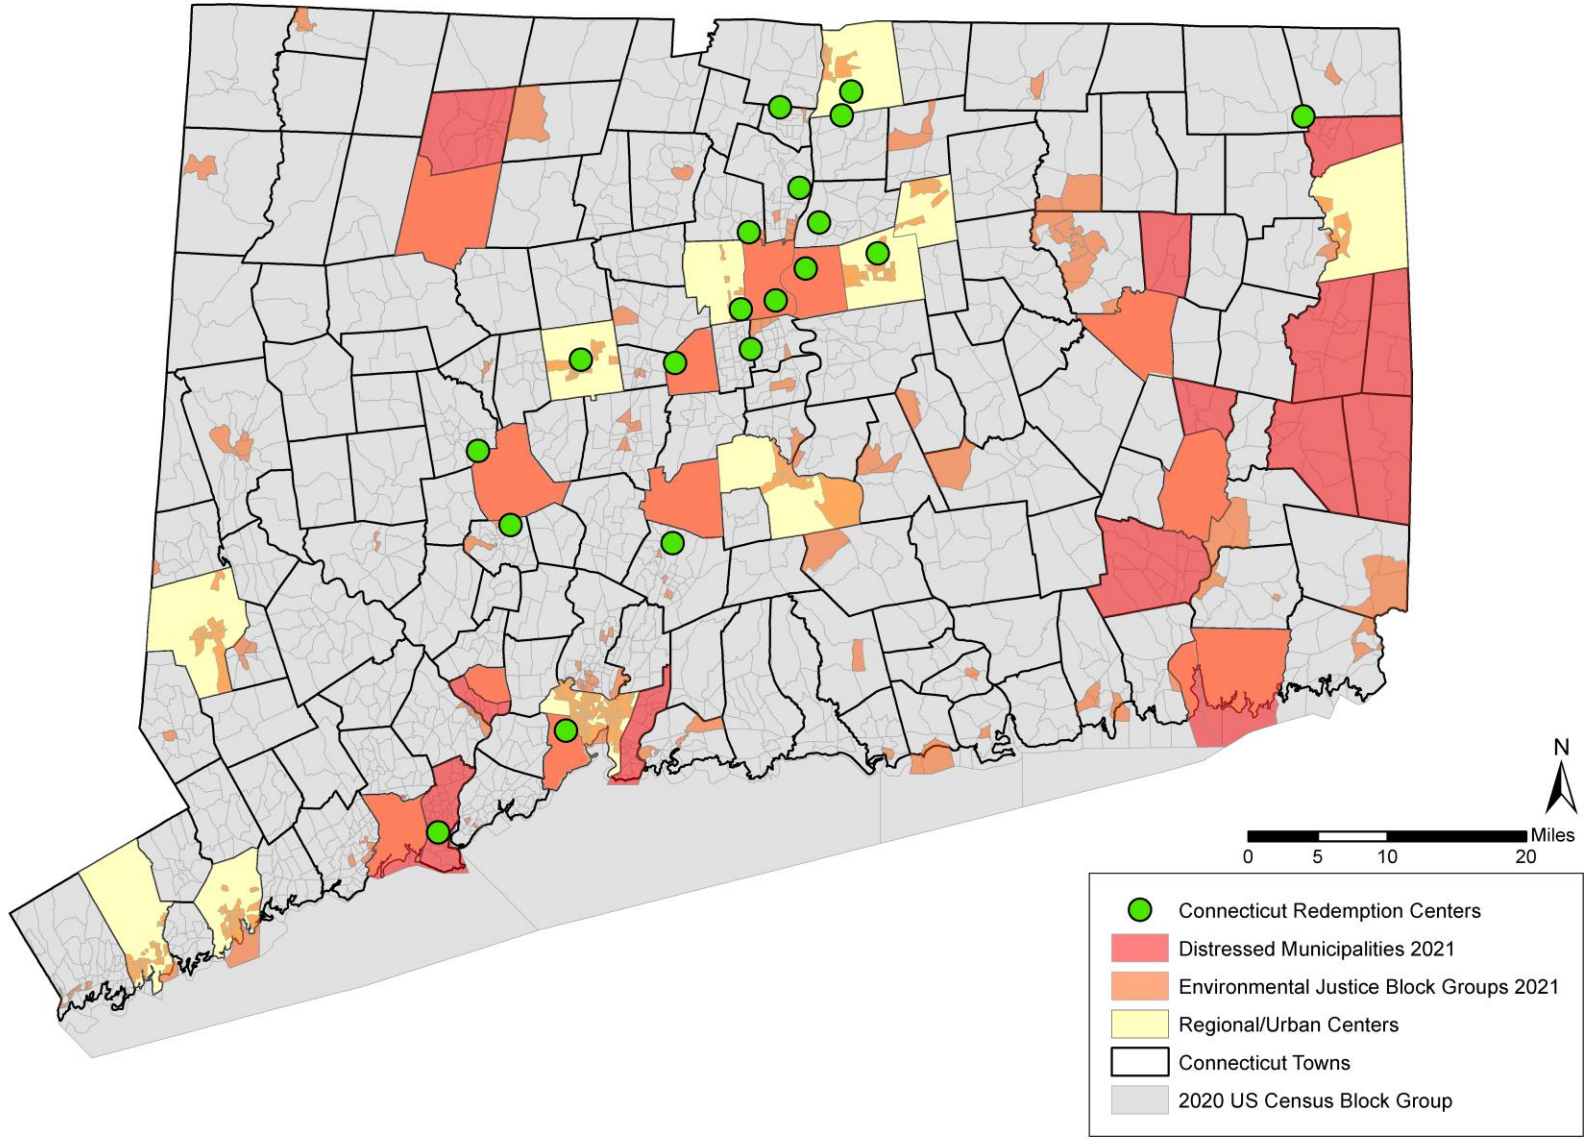 N
Miles
0 5 10 20
Connecticut Redemption Centers
Distressed Municipalities 2021
Environmental Justice Block Groups 2021
Regional/Urban Centers
Connecticut Towns
2020 US Census Block Group